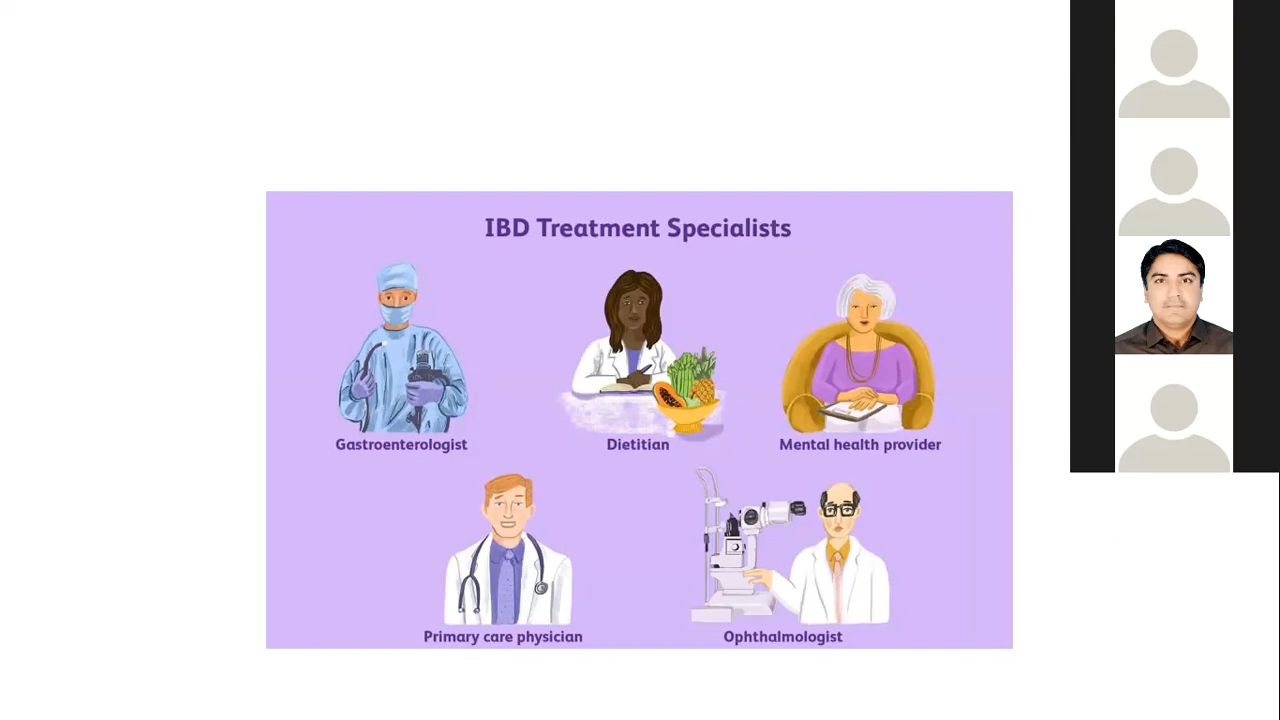 IBD Treatment Specialists
Gastroenterologist
Dietitian
Mental health provider
Primary care physician
Ophthalmologist